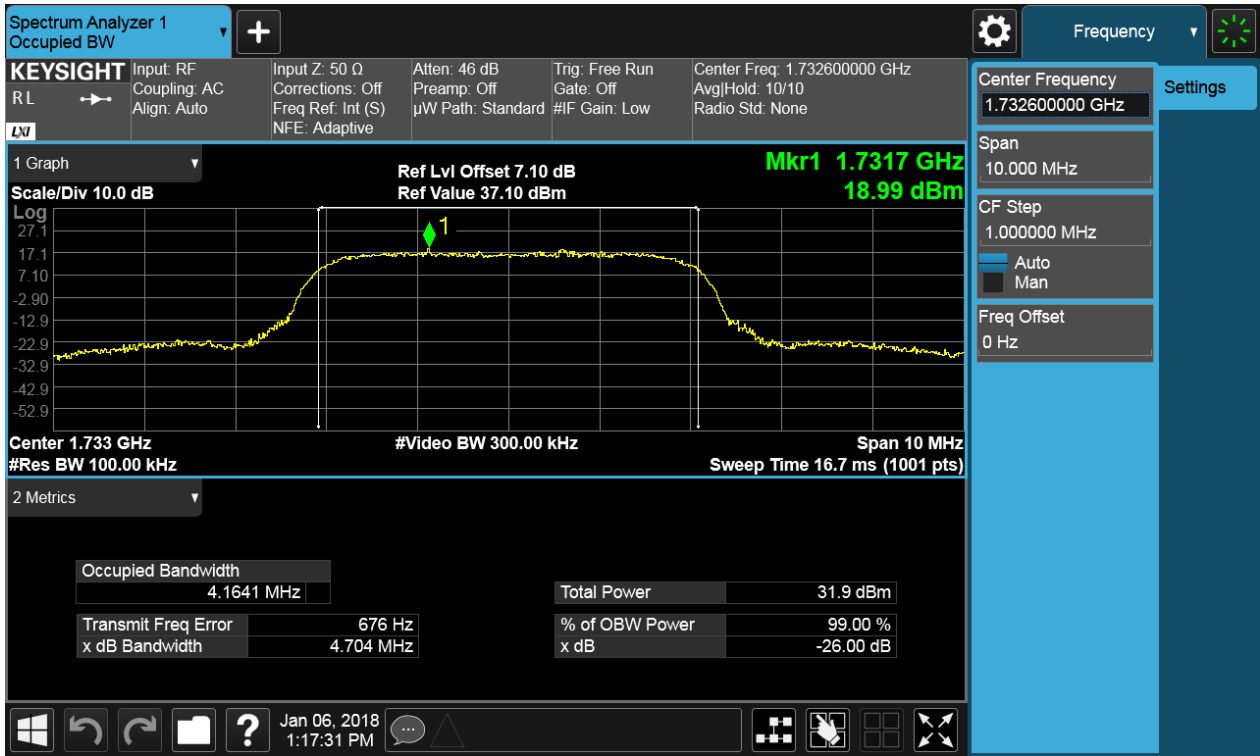 Spectrum Analyzer 1
Occupied BW
+
Frequency
KEYSIGHT
R L
LXI
Input: RF
Coupling: AC
Align: Auto
Input Z: 50 Ω
Corrections: Off
Freq Ref: Int (S)
NFE: Adaptive
Atten: 46 dB
Preamp: Off
µW Path: Standard
Trig: Free Run
Gate: Off
#IF Gain: Low
Center Freq: 1.732600000 GHz
Avg|Hold: 10/10
Radio Std: None
Center Frequency
1.732600000 GHz
Settings
Span
10.000 MHz
CF Step
1.000000 MHz
Auto
Man
Freq Offset
0 Hz
1 Graph
Scale/Div 10.0 dB
Ref Lvl Offset 7.10 dB
Ref Value 37.10 dBm
Mkr1 1.7317 GHz
18.99 dBm
Log
27.1
17.1
7.10
-2.90
-12.9
-22.9
-32.9
-42.9
-52.9
1
Center 1.733 GHz
#Res BW 100.00 kHz
#Video BW 300.00 kHz
Span 10 MHz
Sweep Time 16.7 ms (1001 pts)
2 Metrics
Occupied Bandwidth
4.1641 MHz
Transmit Freq Error 676 Hz
x dB Bandwidth 4.704 MHz
Total Power 31.9 dBm
% of OBW Power 99.00 %
x dB -26.00 dB
?
Jan 06, 2018
1:17:31 PM